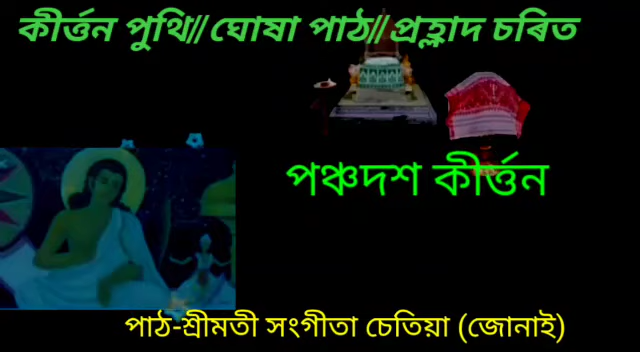 কীৰ্ত্তন পুথি//ঘোষা পাঠ//প্ৰহ্লাদ চৰিত
পঞ্চদশ কীৰ্ত্তন
পাঠ-শ্ৰীমতী সংগীতা চেতিয়া (জোনাই)